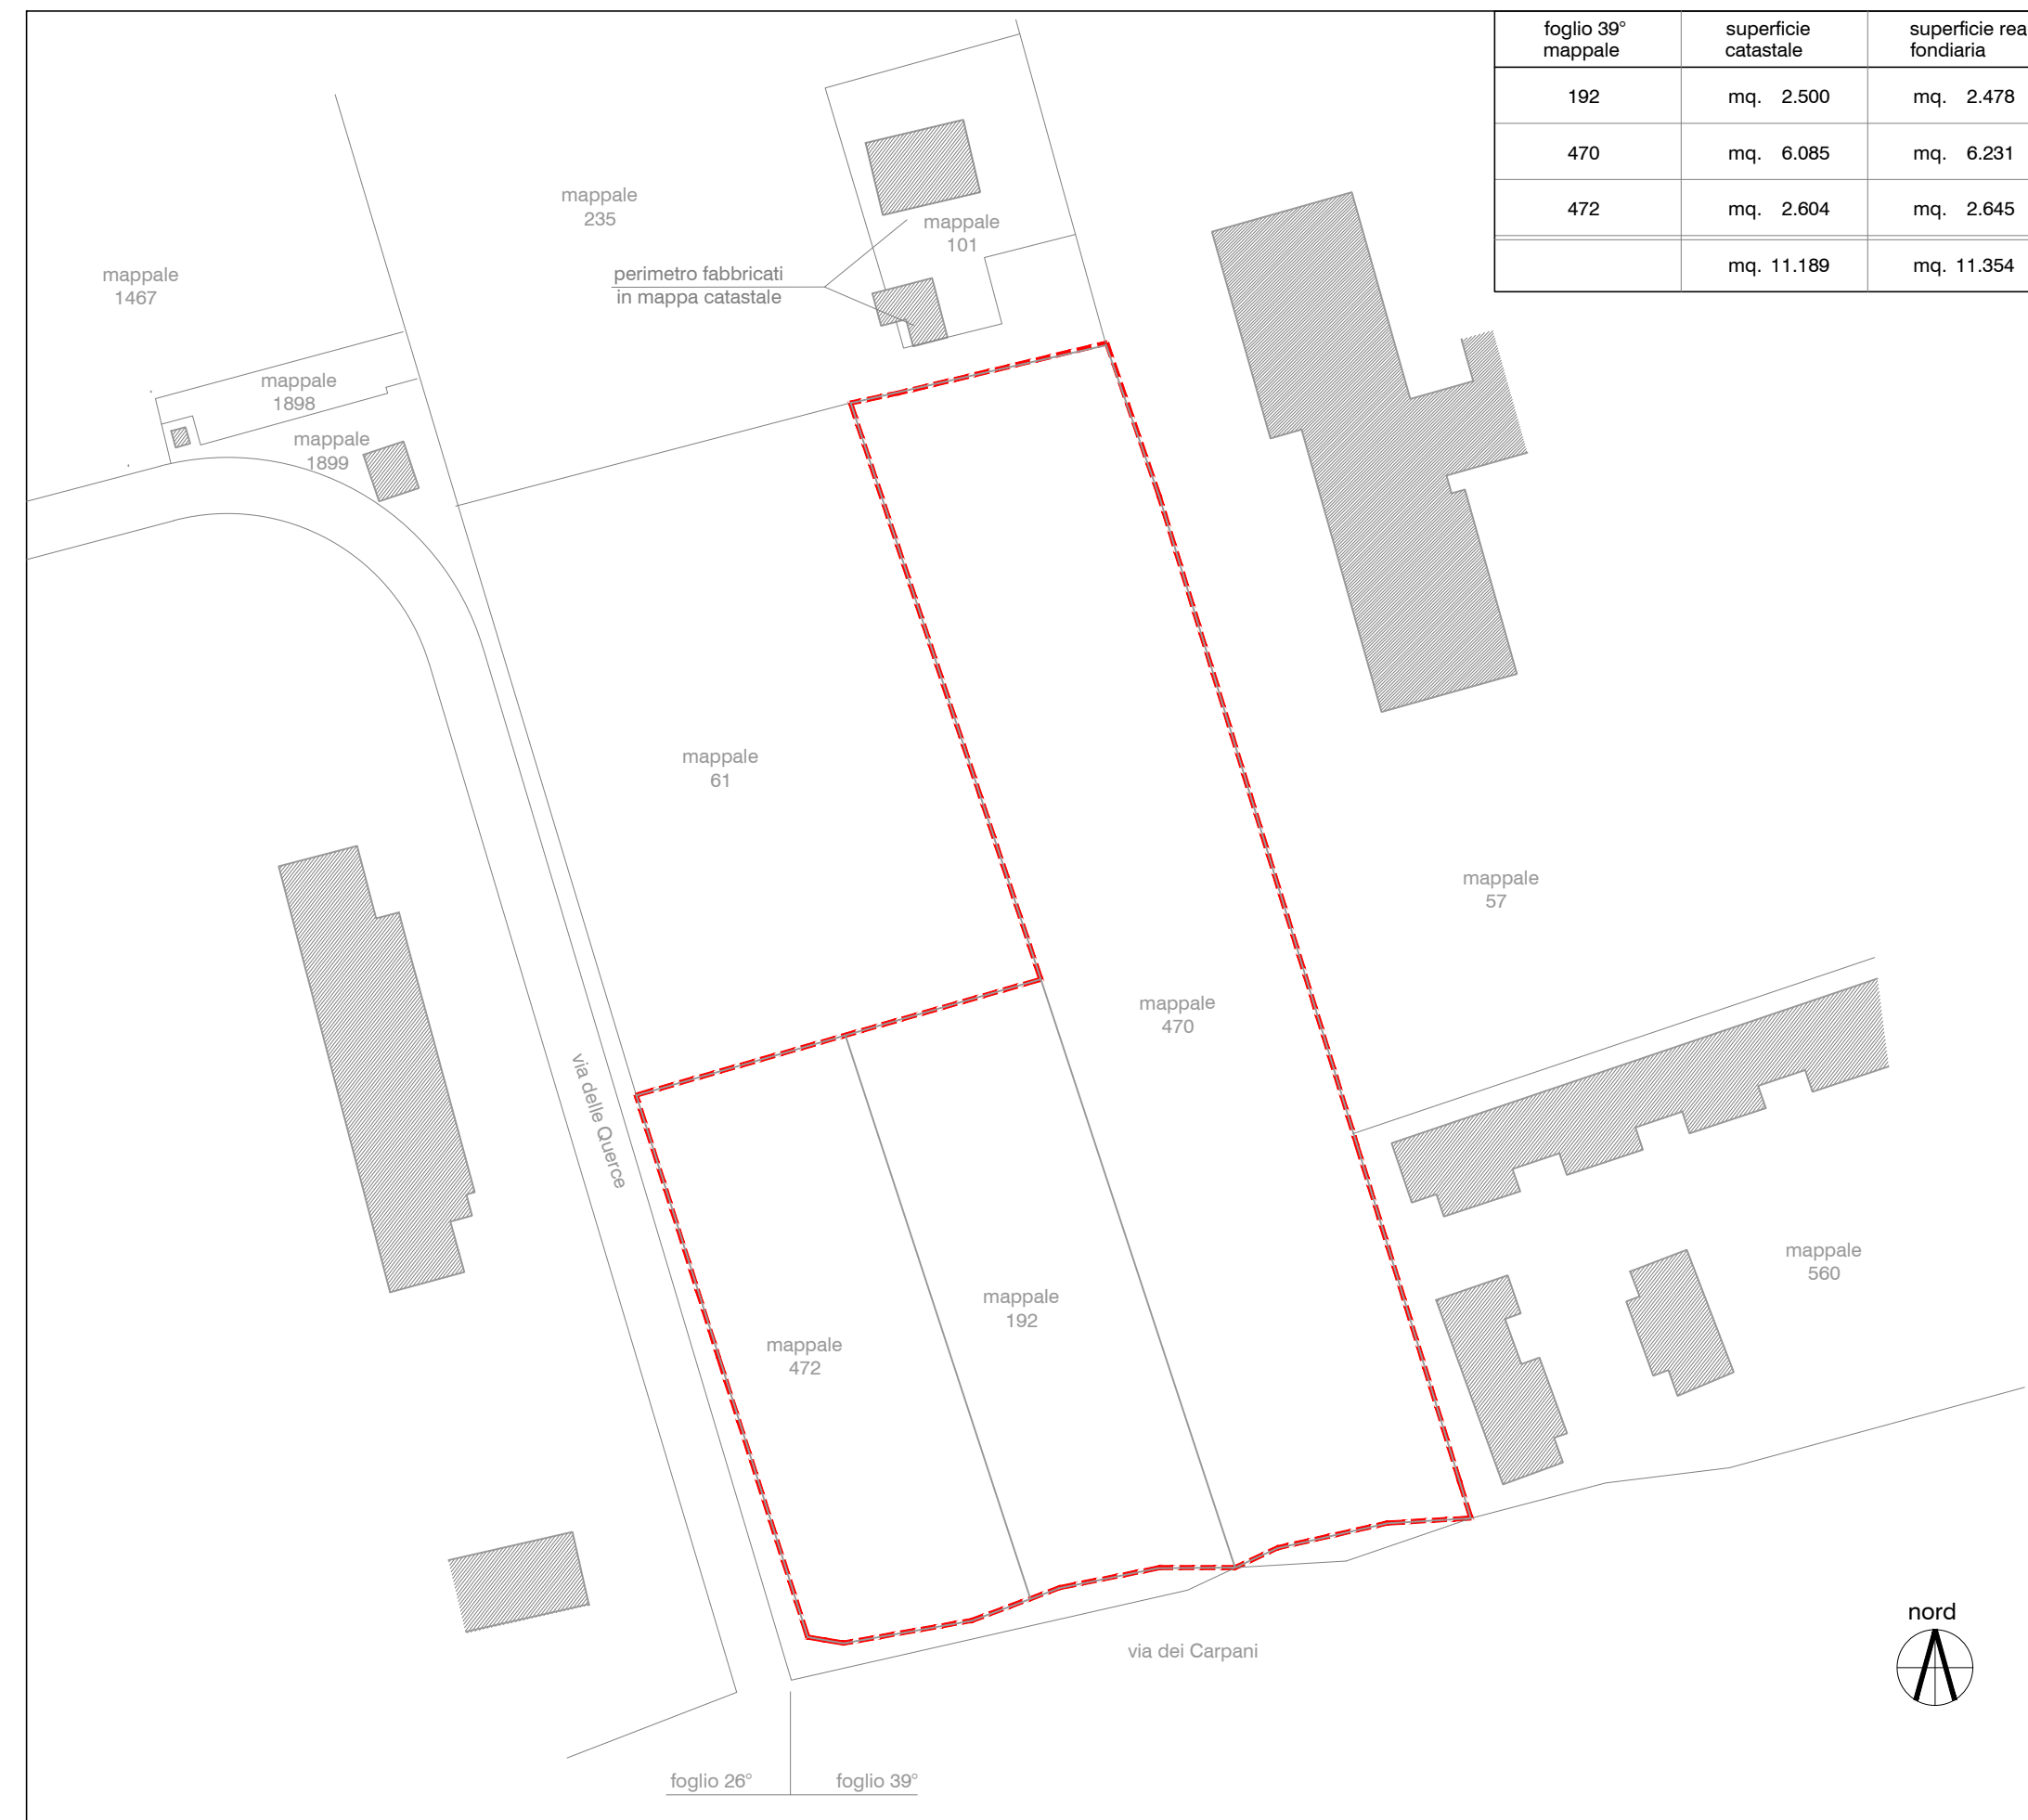 foglio 39° mappale
superficie catastale
superficie rea fondiaria
192 mq. 2.500 mq. 2.478
470 mq. 6.085 mq. 6.231
472 mq. 2.604 mq. 2.645
mq. 11.189 mq. 11.354
mappale
235
mappale
101
mappale
1467
perimetro fabbricati
in mappa catastale
mappale
1898
mappale
1899
mappale
61
mappale
57
mappale
470
via delle Querce
mappale
560
mappale
192
mappale
472
nord
via dei Carpani
foglio 26° foglio 39°